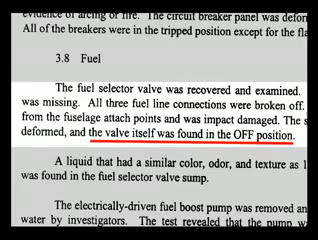 evidence of arcing or fire. The circuit breaker panel was defor
All of the breakers were in the tripped position except for the fla
3.8 Fuel
The fuel selector valve was recovered and examined.
was missing. All three fuel line connections were broken off.
from the fuselage attach points and was impact damaged. The s
deformed, and the valve itself was found in the OFF position.
A liquid that had a similar color, odor, and texture as 1
was found in the fuel selector valve sump.
The electrically-driven fuel boost pump was removed an
water by investigators. The test revealed that the pump w